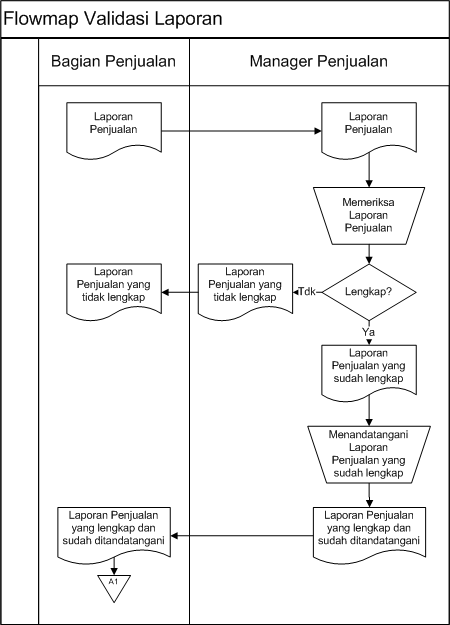 Flowmap Validasi Laporan
Bagian Penjualan
Manager Penjualan
Laporan
Penjualan
Laporan
Penjualan
Memeriksa
Laporan
Penjualan
Laporan
Penjualan yang
tidak lengkap
Laporan
Penjualan yang
tidak lengkap
Tdk
Lengkap?
Ya
Laporan
Penjualan yang
sudah lengkap
Menandatangani
Laporan
Penjualan yang
sudah lengkap
Laporan Penjualan
yang lengkap dan
sudah ditandatangani
Laporan Penjualan
yang lengkap dan
sudah ditandatangani
A1